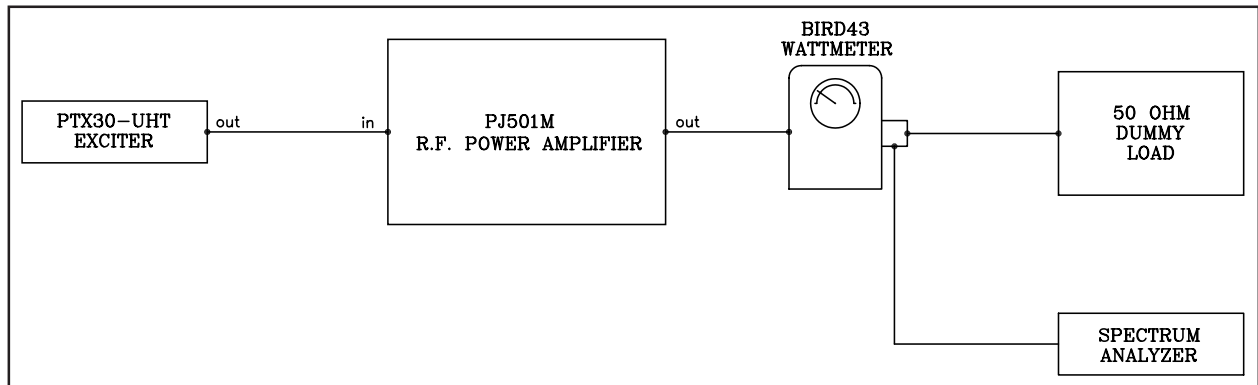 BIRD43
WATTMETER
PTX30-UHT
EXCITER
out
in
PJ501M
R.F. POWER AMPLIFIER
out
50 OHM
DUMMY
LOAD
SPECTRUM
ANALYZER